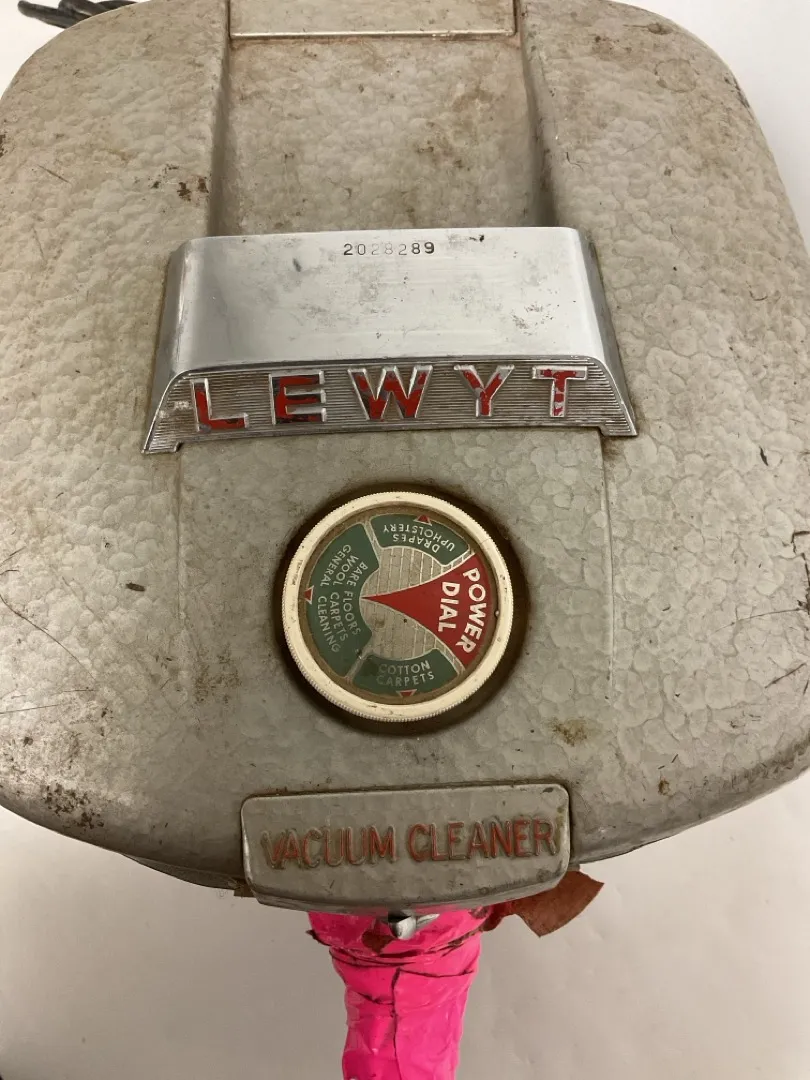 2028289
LEWYT
DRAPES
UPHOLSTERY
POWER
DIAL
BARE FLOORS
WOOL CARPETS
GENERAL CLEANING
COTTON
CARPETS
VACUUM CLEANER